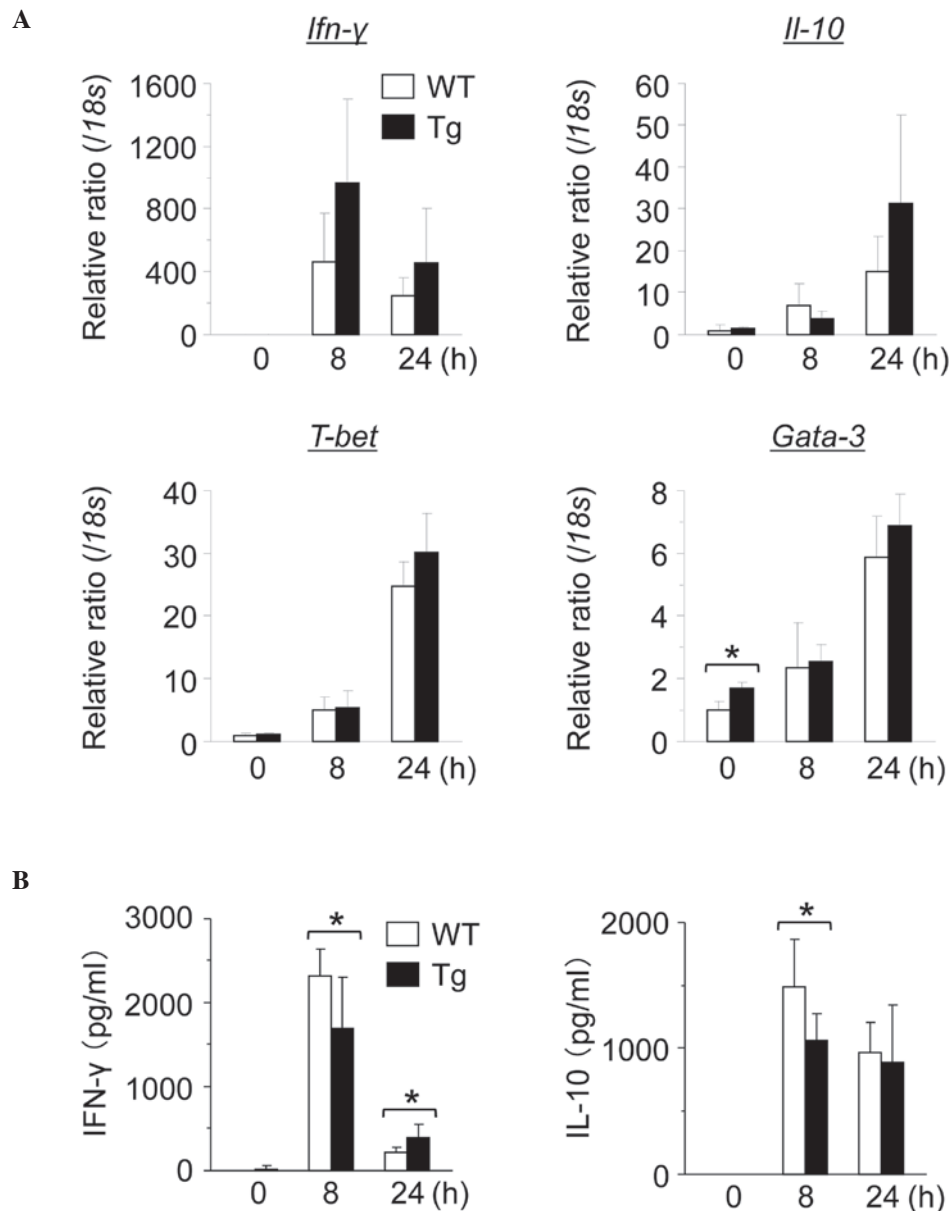 A
Ifn-γ
Relative ratio (/18s)
1600
1200
800
400
0
WT
Tg
0 8 24 (h)
Il-10
Relative ratio (/18s)
60
50
40
30
20
10
0
0 8 24 (h)
T-bet
Relative ratio (/18s)
40
30
20
10
0
0 8 24 (h)
Gata-3
Relative ratio (/18s)
8
6
4
2
0
*
0 8 24 (h)
B
IFN-γ (pg/ml)
3000
2000
1000
0
*
*
WT
Tg
0 8 24 (h)
IL-10 (pg/ml)
2000
1000
0
*
0 8 24 (h)